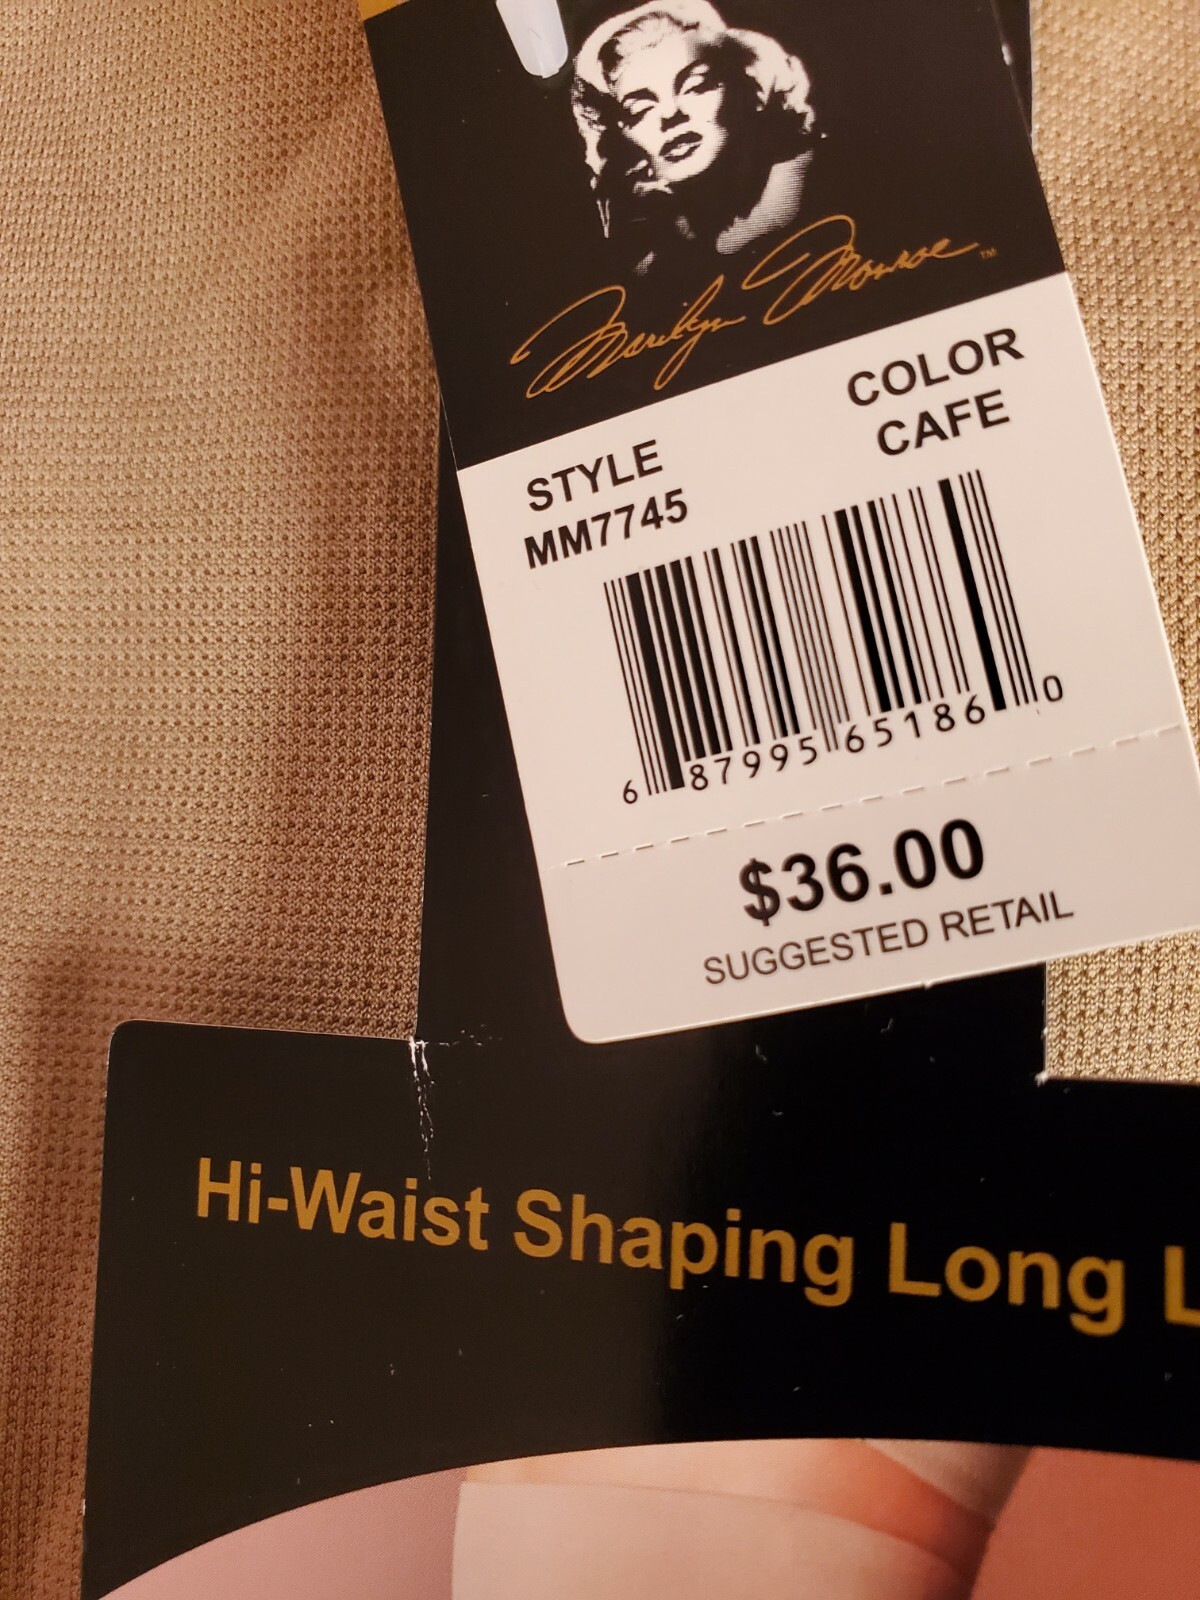 Marilyn Monroe™
STYLE
MM7745
COLOR
CAFE
6 87995 65186 0
$36.00
SUGGESTED RETAIL
Hi-Waist Shaping Long L